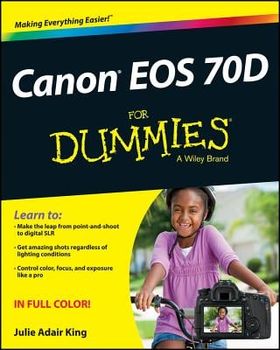 Making Everything Easier!™
Canon® EOS 70D
FOR
DUMMIES®
A Wiley Brand
Learn to:
• Make the leap from point-and-shoot
to digital SLR
• Get amazing shots regardless of
lighting conditions
• Control color, focus, and exposure
like a pro
IN FULL COLOR!
Julie Adair King